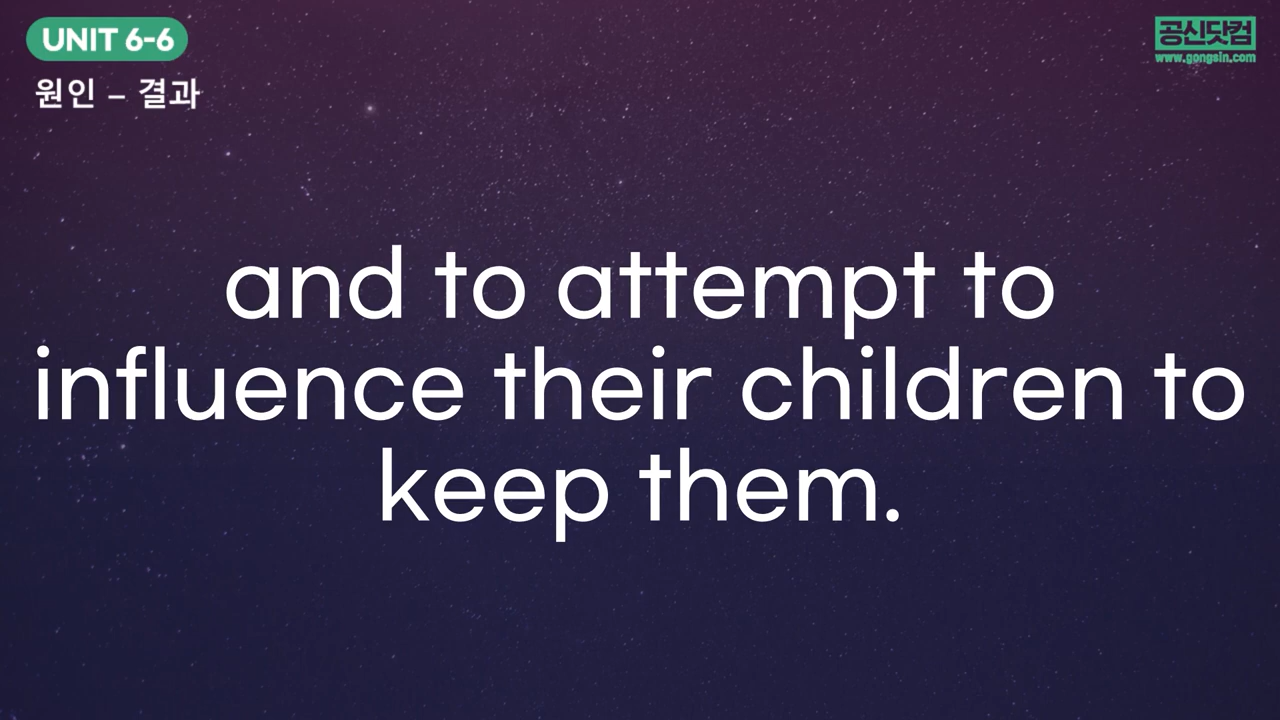 UNIT 6-6
공신닷컴
www.gongsin.com
원인 – 결과
and to attempt to
influence their children to
keep them.